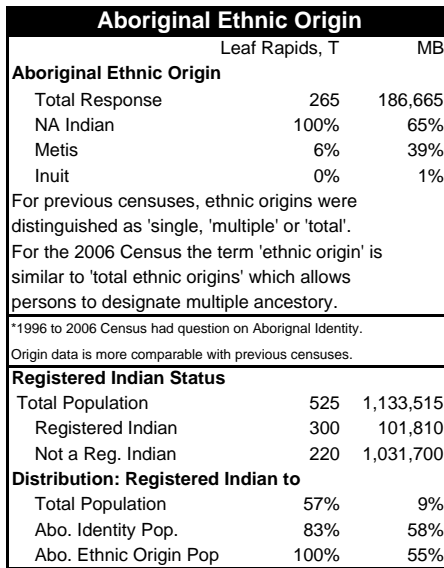 Aboriginal Ethnic Origin
Leaf Rapids, T MB
Aboriginal Ethnic Origin
Total Response 265 186,665
NA Indian 100% 65%
Metis 6% 39%
Inuit 0% 1%
For previous censuses, ethnic origins were
distinguished as 'single, 'multiple' or 'total'.
For the 2006 Census the term 'ethnic origin' is
similar to 'total ethnic origins' which allows
persons to designate multiple ancestory.
*1996 to 2006 Census had question on Aborignal Identity.
Origin data is more comparable with previous censuses.
Registered Indian Status
Total Population 525 1,133,515
Registered Indian 300 101,810
Not a Reg. Indian 220 1,031,700
Distribution: Registered Indian to
Total Population 57% 9%
Abo. Identity Pop. 83% 58%
Abo. Ethnic Origin Pop 100% 55%